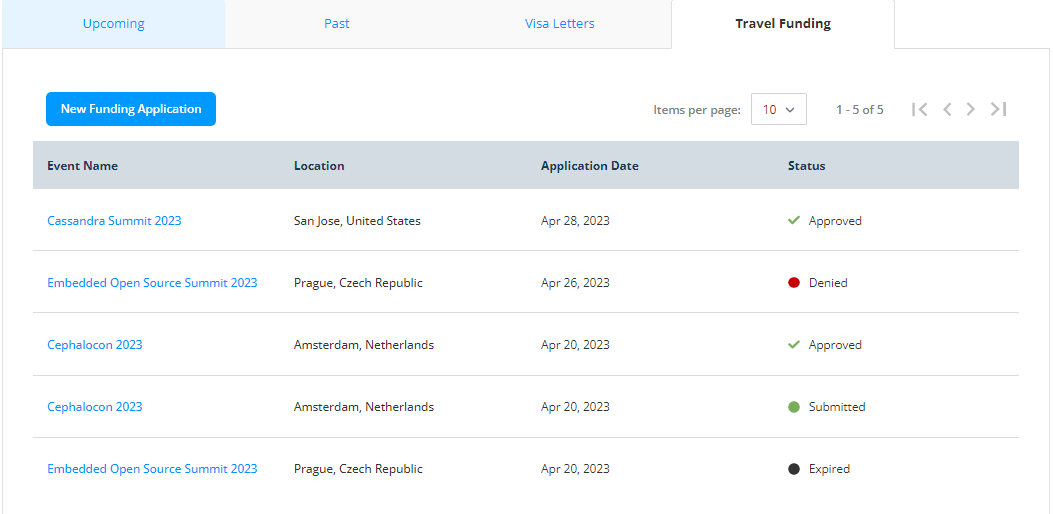 Upcoming Past Visa Letters Travel Funding
New Funding Application Items per page: 10 1 - 5 of 5
Event Name Location Application Date Status
Cassandra Summit 2023 San Jose, United States Apr 28, 2023 Approved
Embedded Open Source Summit 2023 Prague, Czech Republic Apr 26, 2023 Denied
Cephalocon 2023 Amsterdam, Netherlands Apr 20, 2023 Approved
Cephalocon 2023 Amsterdam, Netherlands Apr 20, 2023 Submitted
Embedded Open Source Summit 2023 Prague, Czech Republic Apr 20, 2023 Expired